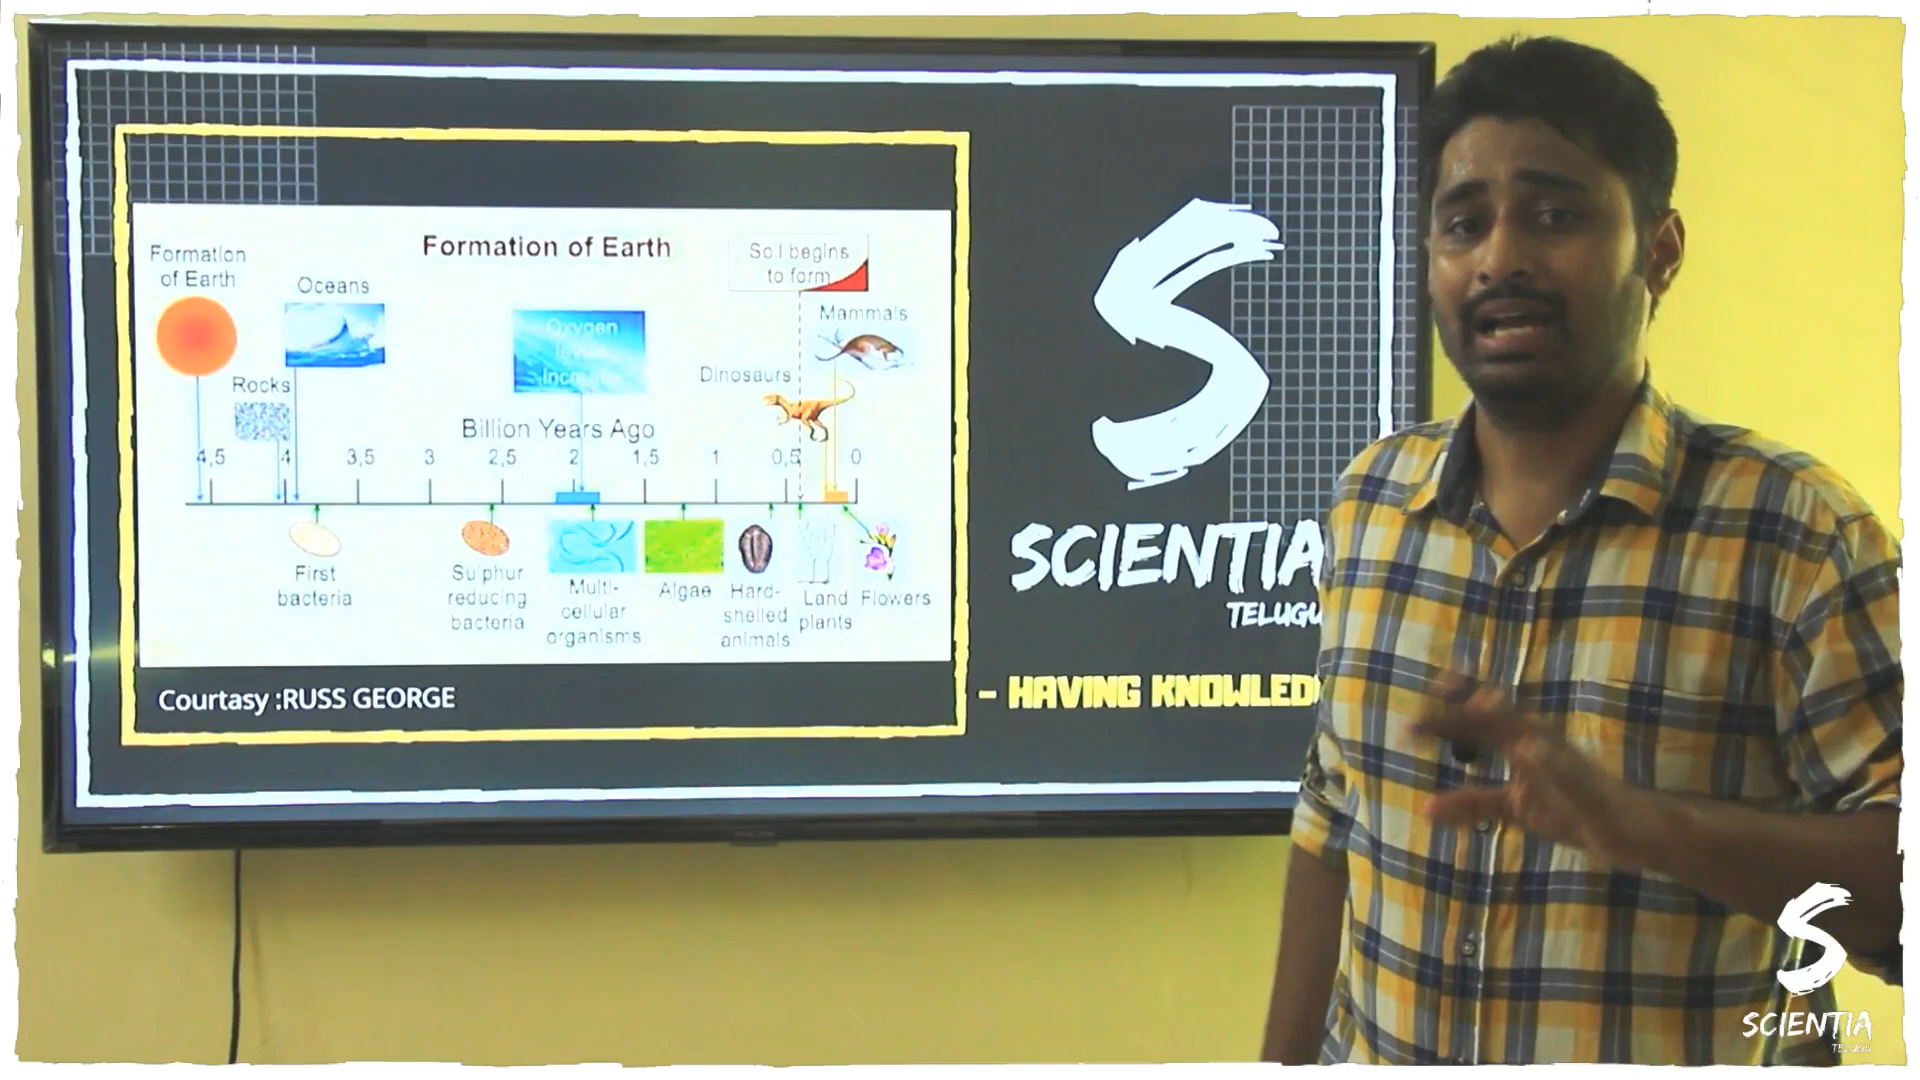 Formation of Earth
Formation
of Earth
Oceans
Soil begins
to form
Mammals
Rocks
Oxygen
Dinosaurs
Billion Years Ago
4,5 4 3,5 3 2,5 2 1,5 1 0,5 0
First
bacteria
Sulphur
reducing
bacteria
Multi-
cellular
organisms
Algae
Hard-
shelled
animals
Land
plants
Flowers
Courtasy :RUSS GEORGE
SCIENTIA
TELUGU
- HAVING KNOWLED
SCIENTIA
TELUGU